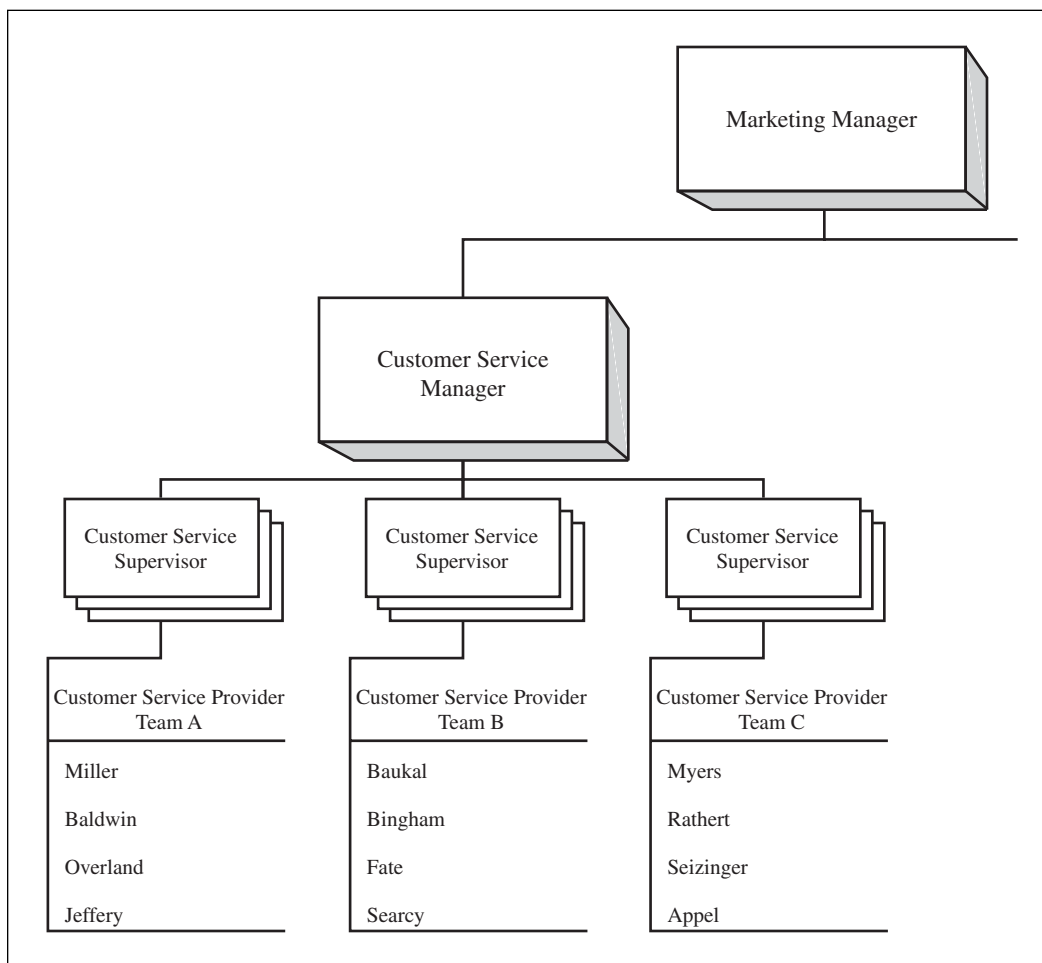 Marketing Manager
Customer Service
Manager
Customer Service
Supervisor
Customer Service
Supervisor
Customer Service
Supervisor
Customer Service Provider
Team A
Miller
Baldwin
Overland
Jeffery
Customer Service Provider
Team B
Baukal
Bingham
Fate
Searcy
Customer Service Provider
Team C
Myers
Rathert
Seizinger
Appel